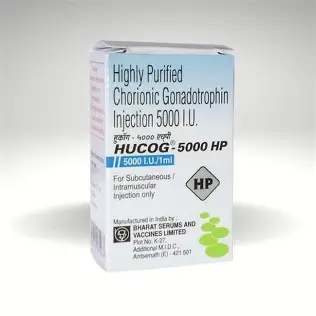 Highly Purified
Chorionic Gonadotrophin
Injection 5000 I.U.
हुकॉग - ५००० एचपी
HUCOG®-5000 HP
5000 I.U./1ml
For Subcutaneous /
Intramuscular
Injection only
HP
Manufactured in India by :
BHARAT SERUMS AND
VACCINES LIMITED
Plot No. K-27,
Additional M.I.D.C.,
Ambernath (E) - 421 501